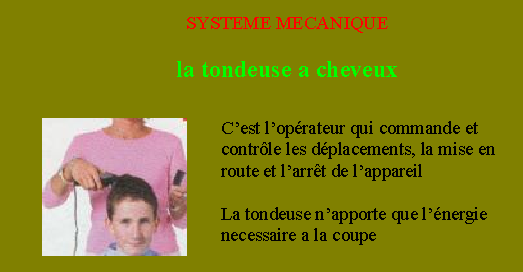 SYSTEME MECANIQUE
la tondeuse a cheveux
C'est l'opérateur qui commande et
contrôle les déplacements, la mise en
route et l'arrêt de l'appareil
La tondeuse n'apporte que l'énergie
necessaire a la coupe